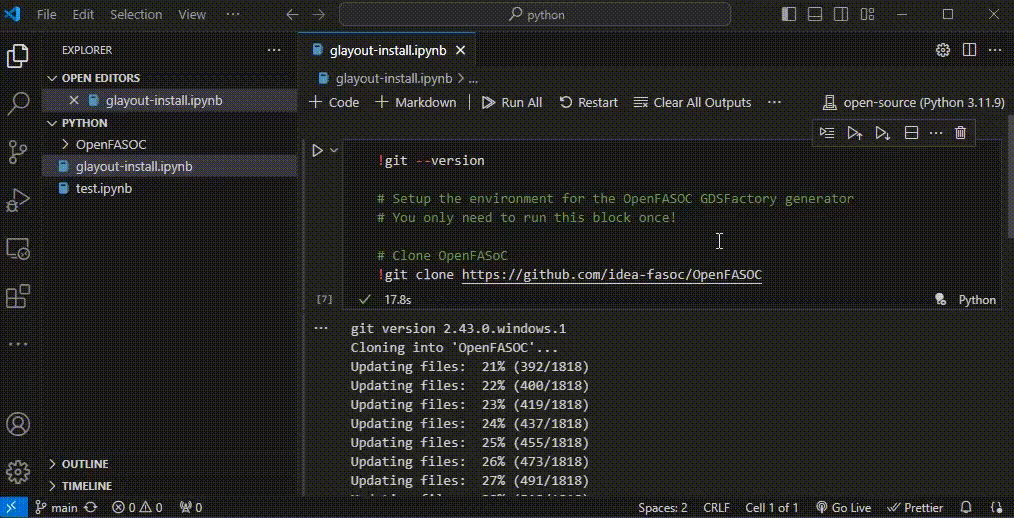 File Edit Selection View ...
python
EXPLORER
OPEN EDITORS
glayout-install.ipynb
PYTHON
OpenFASOC
glayout-install.ipynb
test.ipynb
OUTLINE
TIMELINE
glayout-install.ipynb
glayout-install.ipynb > ...
+ Code + Markdown Run All Restart Clear All Outputs ... open-source (Python 3.11.9)
!git --version
# Setup the environment for the OpenFASOC GDSFactory generator
# You only need to run this block once!
# Clone OpenFASoC
!git clone https://github.com/idea-fasoc/OpenFASOC
[7] 17.8s Python
git version 2.43.0.windows.1
Cloning into 'OpenFASOC'...
Updating files: 21% (392/1818)
Updating files: 22% (400/1818)
Updating files: 23% (419/1818)
Updating files: 24% (437/1818)
Updating files: 25% (455/1818)
Updating files: 26% (473/1818)
Updating files: 27% (491/1818)
main 0 0 0 Spaces: 2 CRLF Cell 1 of 1 Go Live Prettier